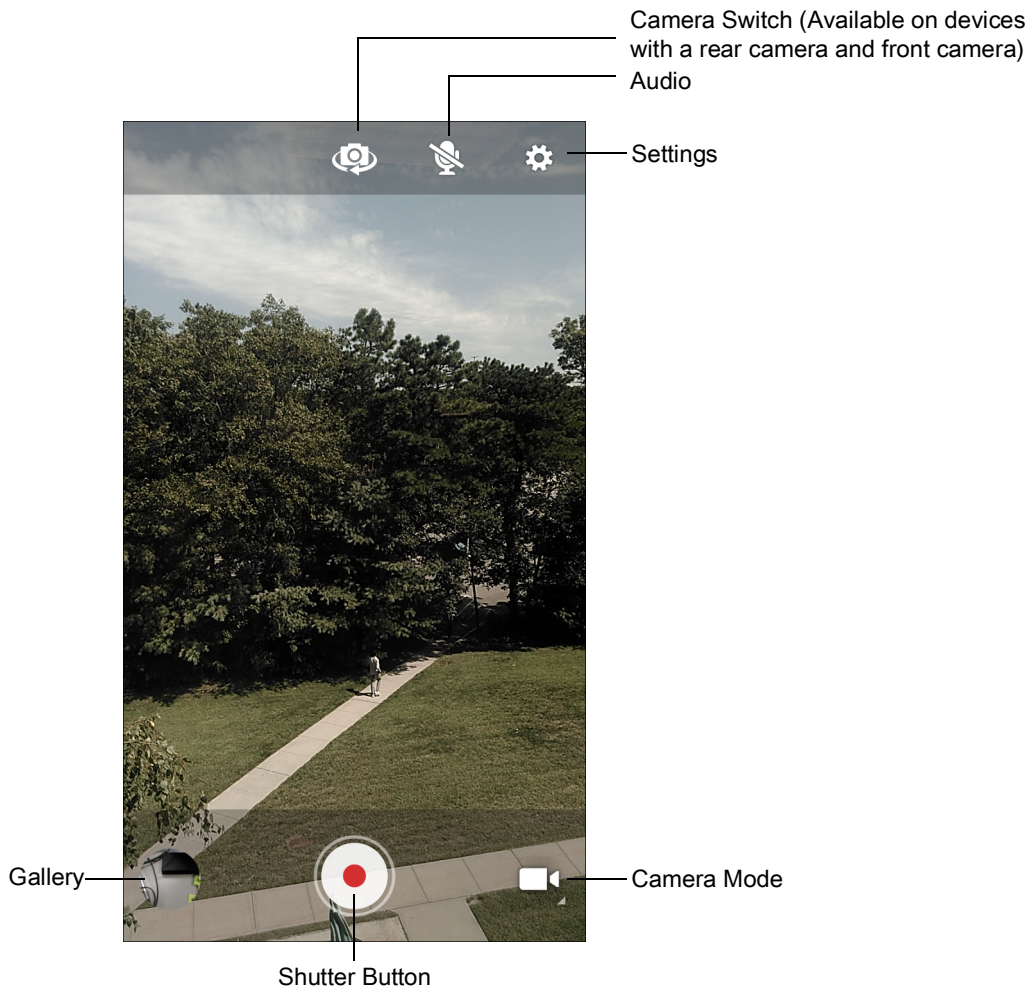 Camera Switch (Available on devices
with a rear camera and front camera)
Audio
Settings
Gallery
Camera Mode
Shutter Button